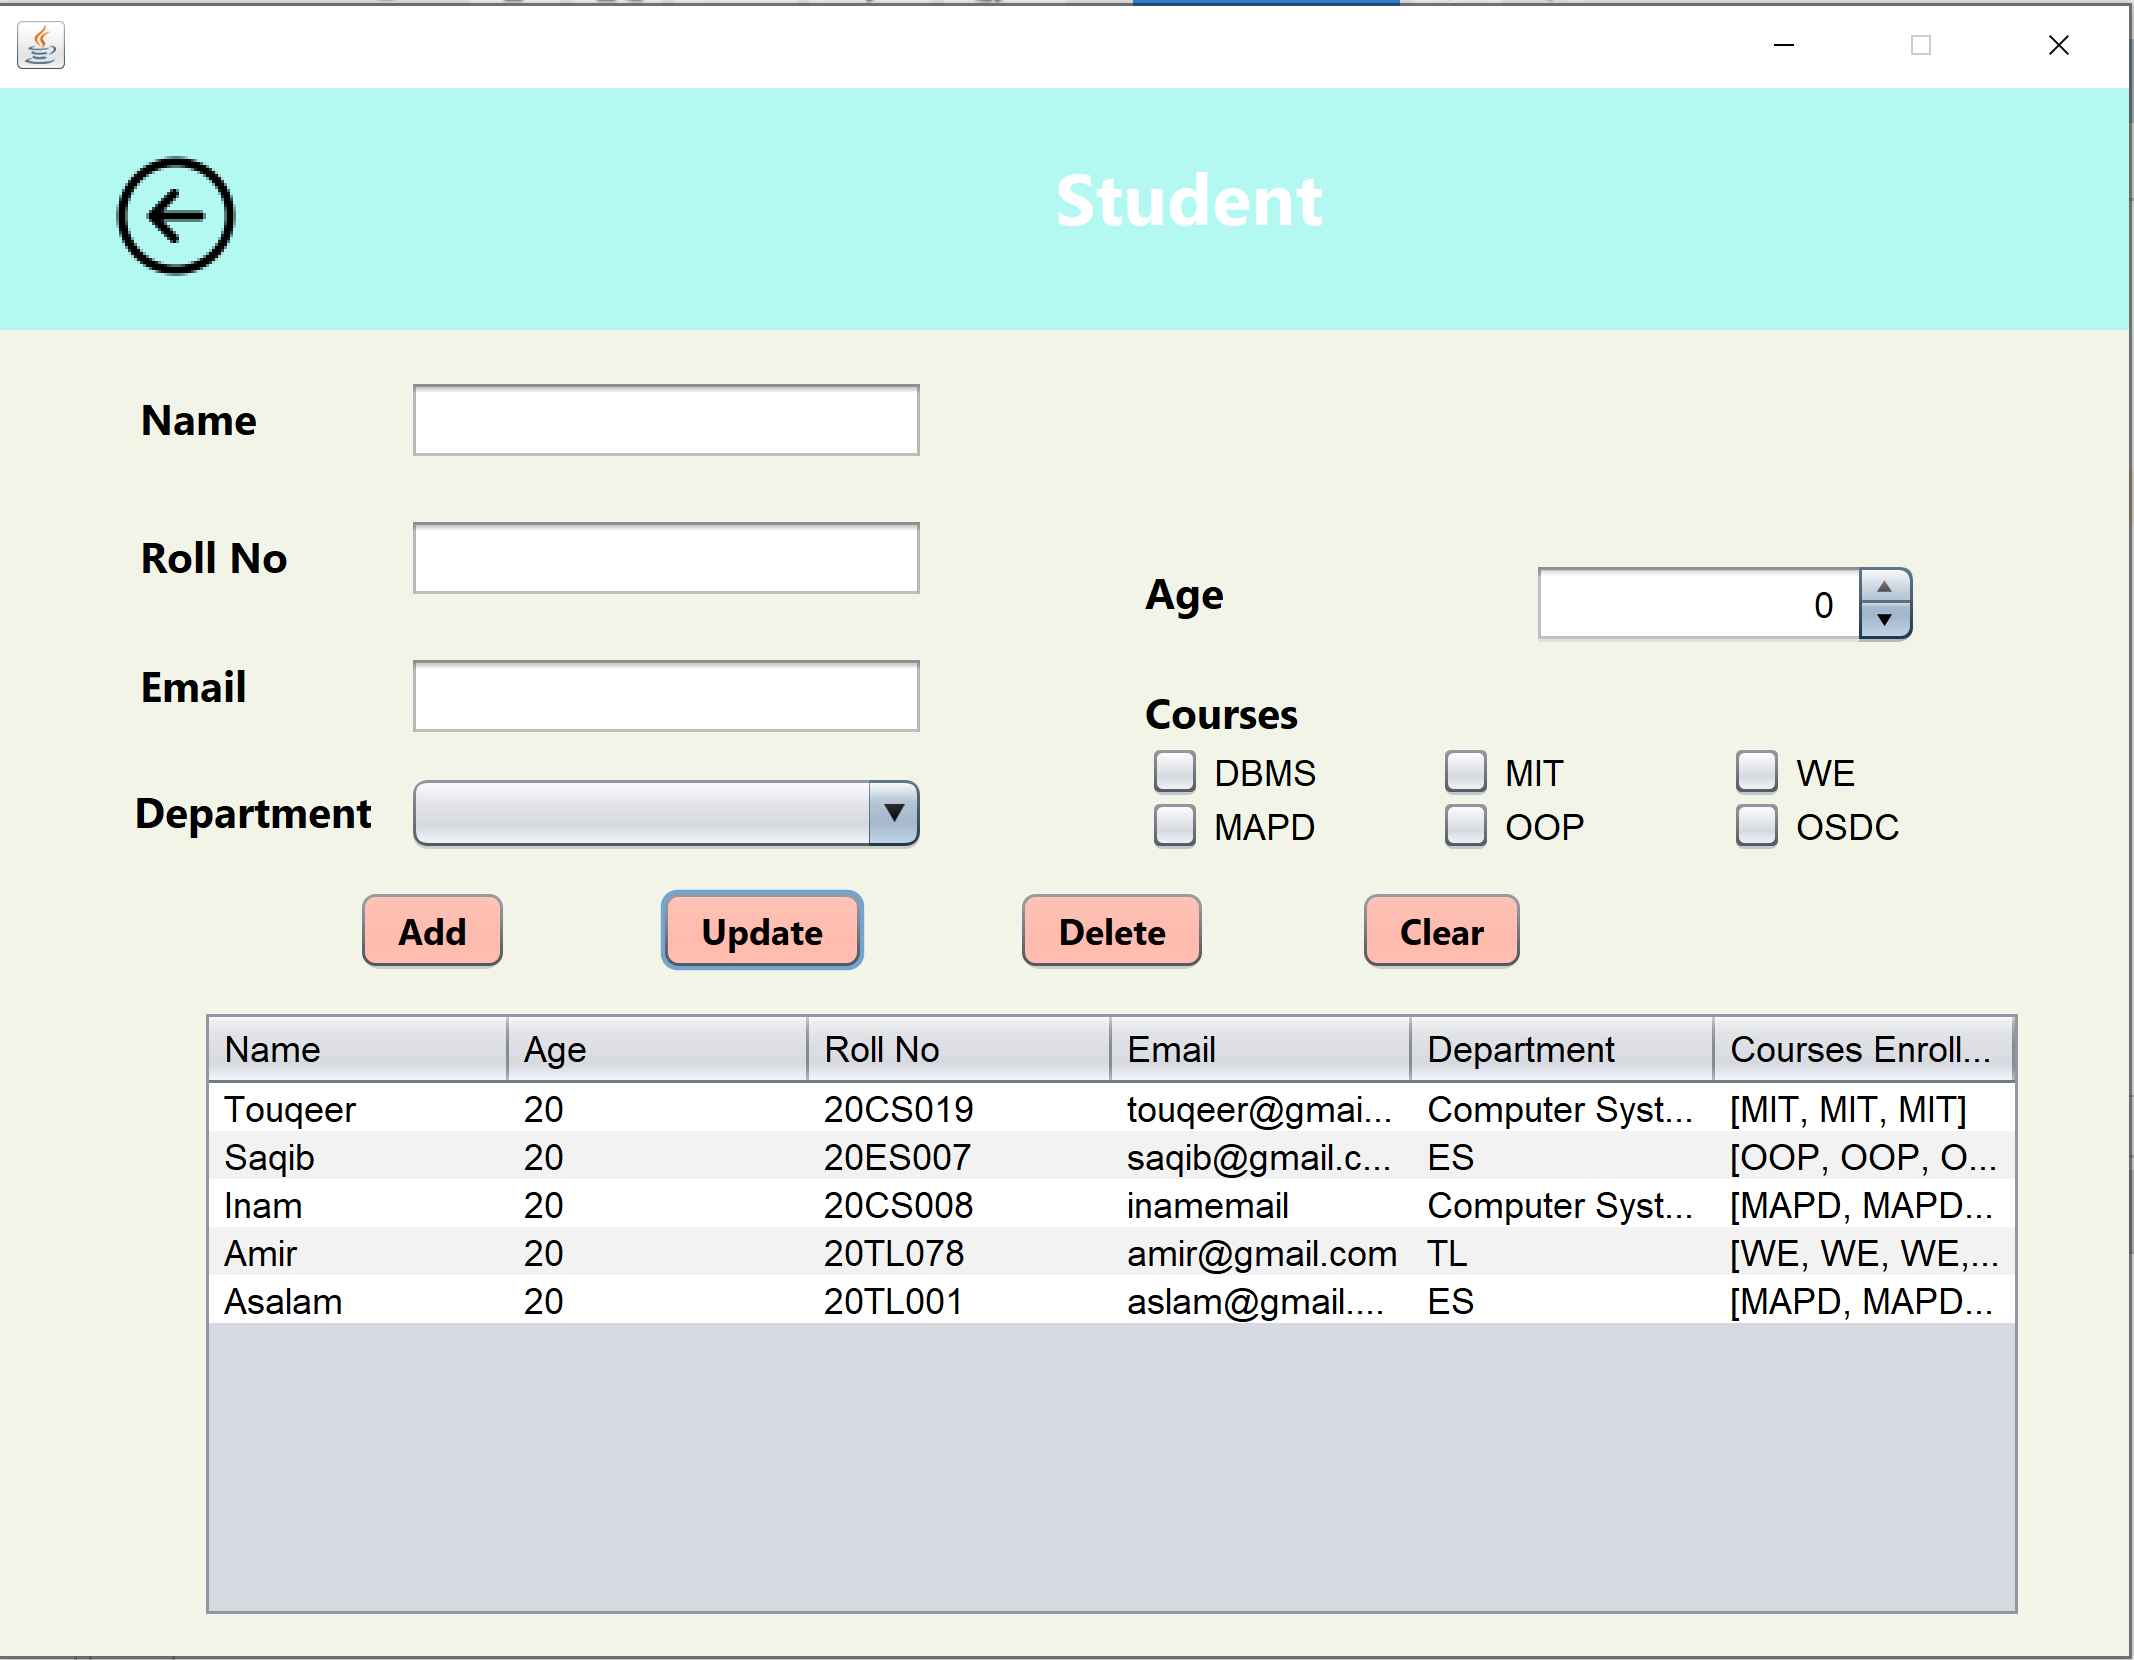 Student
Name
Roll No
Age
0
Email
Courses
DBMS MIT WE
Department
MAPD OOP OSDC
Add Update Delete Clear
Name Age Roll No Email Department Courses Enroll...
Touqeer 20 20CS019 touqeer@gmai... Computer Syst... [MIT, MIT, MIT]
Saqib 20 20ES007 saqib@gmail.c... ES [OOP, OOP, O...
Inam 20 20CS008 inamemail Computer Syst... [MAPD, MAPD...
Amir 20 20TL078 amir@gmail.com TL [WE, WE, WE,...
Asalam 20 20TL001 aslam@gmail.... ES [MAPD, MAPD...